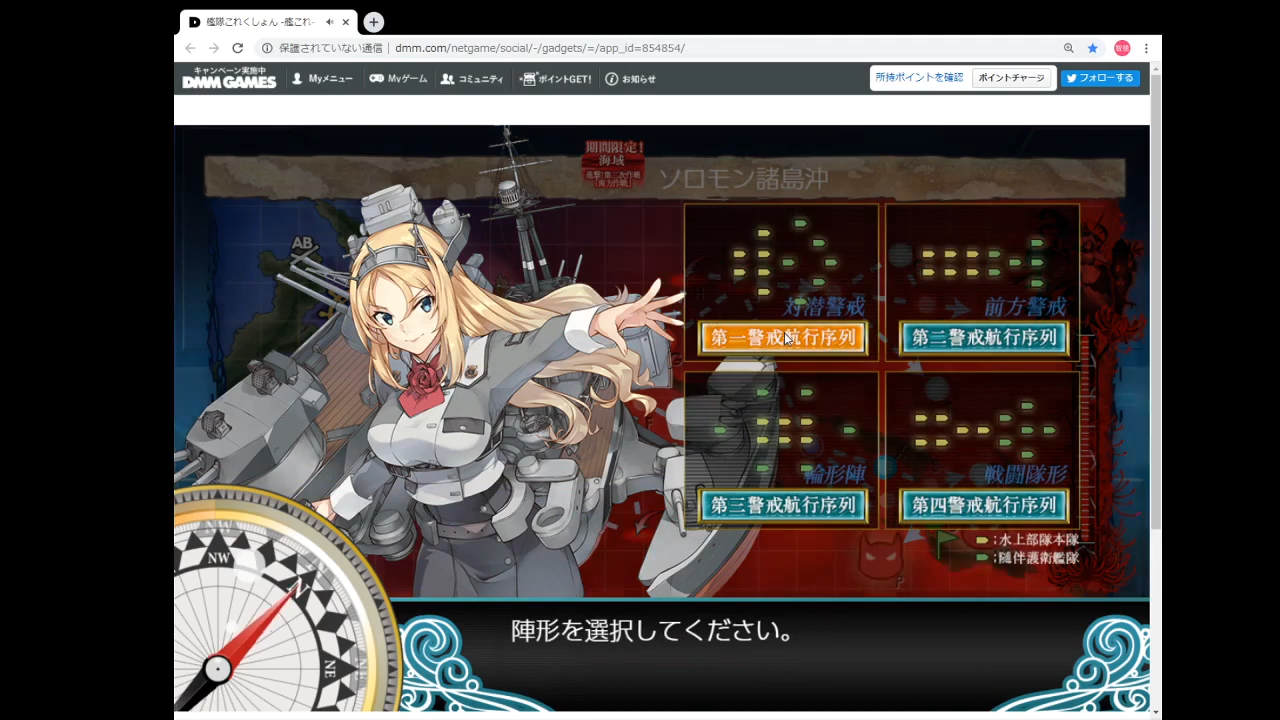 艦隊これくしょん -艦これ-
保護されていない通信 | dmm.com/netgame/social/-/gadgets/=/app_id=854854/
キャンペーン実施中
DMM GAMES
Myメニュー
Myゲーム
コミュニティ
ポイントGET!
お知らせ
所持ポイントを確認
ポイントチャージ
フォローする
期間限定!
海域
ソロモン諸島沖
AB
対潜警戒
前方警戒
第一警戒航行序列
第二警戒航行序列
輪形陣
戦闘隊形
第三警戒航行序列
第四警戒航行序列
:水上部隊本隊
:随伴護衛艦隊
NW
N
NE
陣形を選択してください。